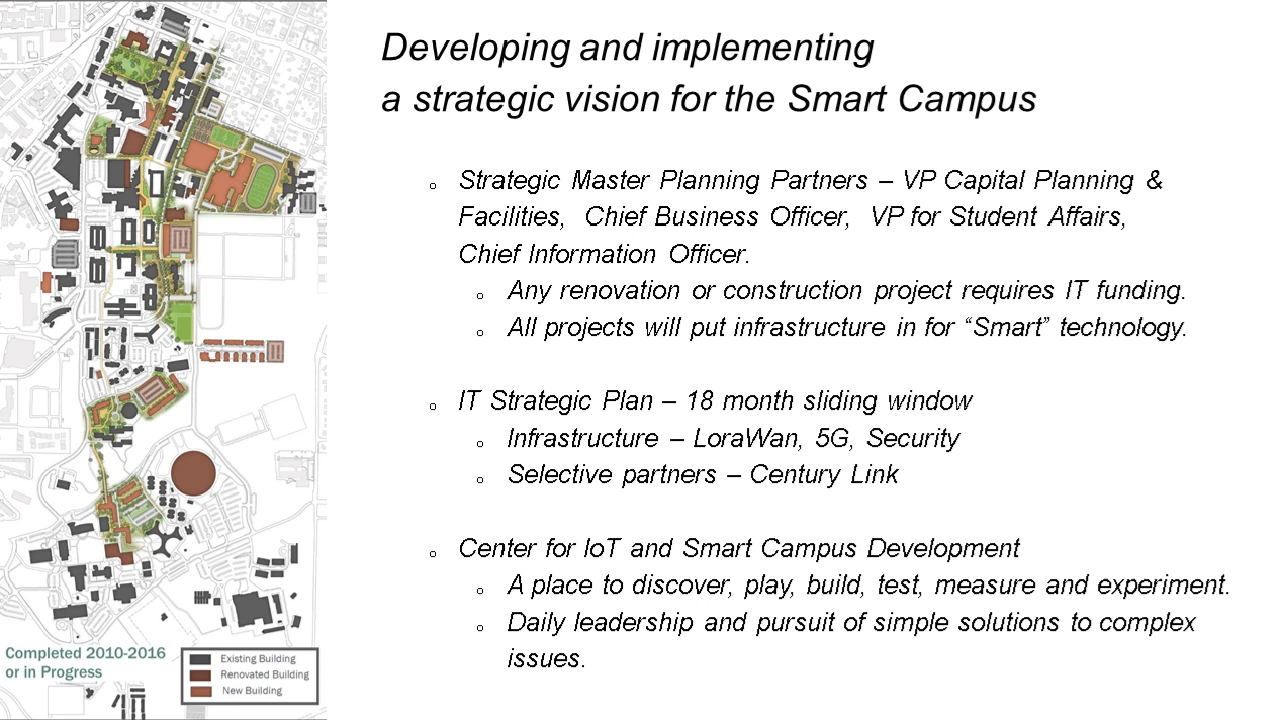 Developing and implementing
a strategic vision for the Smart Campus
o Strategic Master Planning Partners – VP Capital Planning &
Facilities, Chief Business Officer, VP for Student Affairs,
Chief Information Officer.
o Any renovation or construction project requires IT funding.
o All projects will put infrastructure in for “Smart” technology.
o IT Strategic Plan – 18 month sliding window
o Infrastructure – LoraWan, 5G, Security
o Selective partners – Century Link
o Center for IoT and Smart Campus Development
o A place to discover, play, build, test, measure and experiment.
o Daily leadership and pursuit of simple solutions to complex
issues.
Completed 2010-2016
or in Progress
Existing Building
Renovated Building
New Building